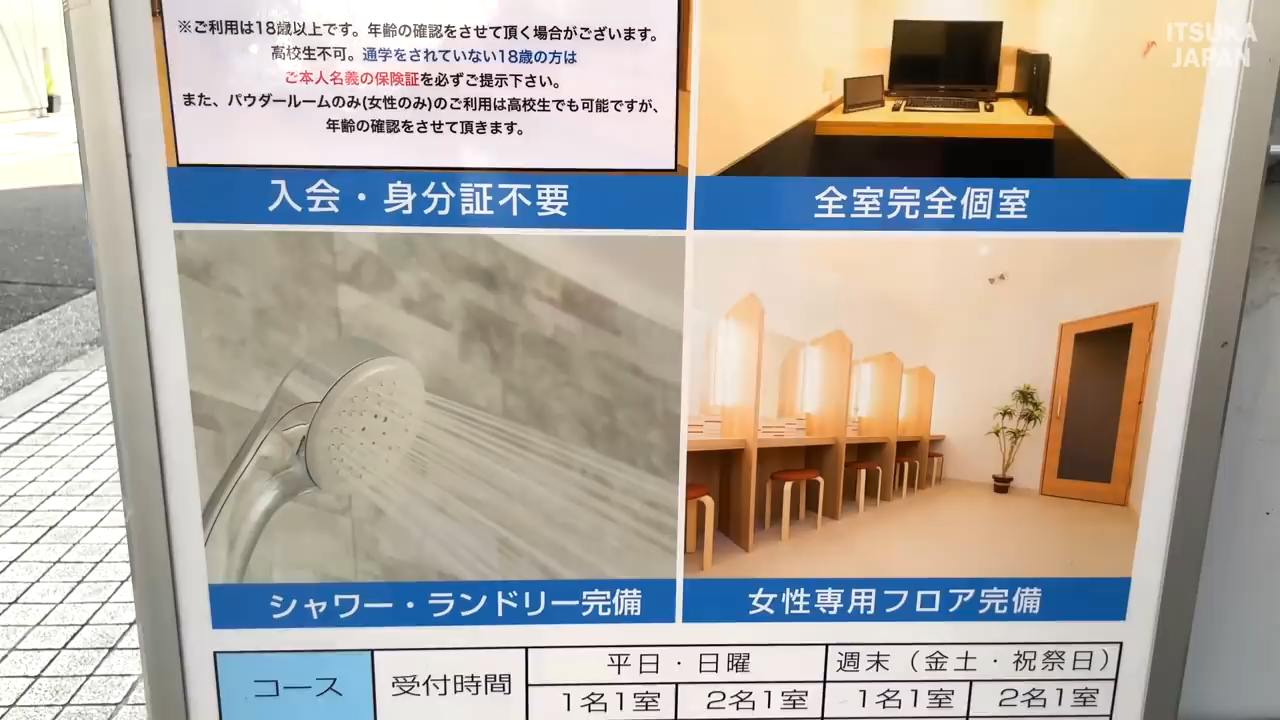 ※ご利用は18歳以上です。年齢の確認をさせて頂く場合がございます。
高校生不可。通学をされていない18歳の方は
ご本人名義の保険証を必ずご提示下さい。
また、パウダールームのみ(女性のみ)のご利用は高校生でも可能ですが、
年齢の確認をさせて頂きます。
ITSUKA
JAPAN
入会・身分証不要
全室完全個室
シャワー・ランドリー完備
女性専用フロア完備
コース
受付時間
平日・日曜
週末（金土・祝祭日）
1名1室
2名1室
1名1室
2名1室